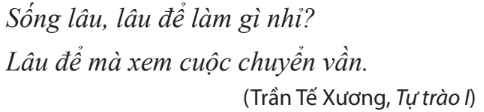 Sống lâu, lâu để làm gì nhỉ?
Lâu để mà xem cuộc chuyển vần.
(Trần Tế Xương, Tự trào I)